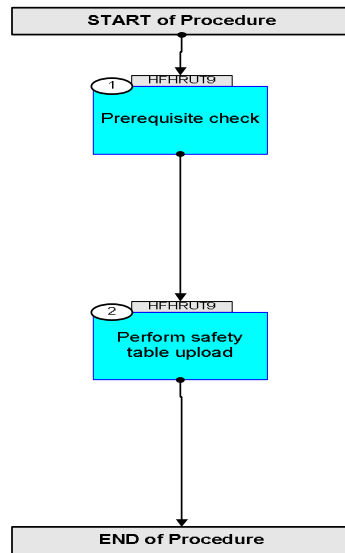 START of Procedure
HFHRUT9
1
Prerequisite check
HFHRUT9
2
Perform safety
table upload
END of Procedure